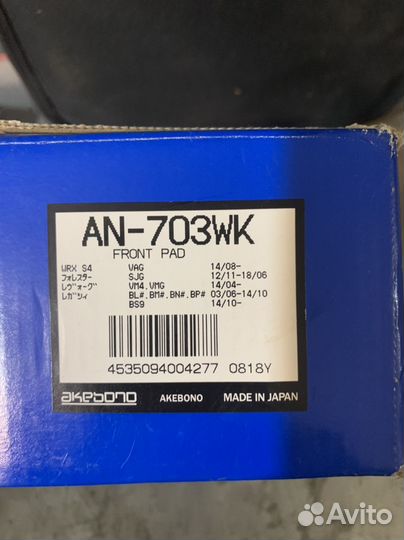 AN-703WK
FRONT PAD
WRX S4 VAG 14/08-
フォレスター SJG 12/11-18/06
レヴォーグ VM4.VMG 14/04-
レガシィ BL#.BM#.BN#.BP# 03/06-14/10
BS9 14/10-
4535094004277 0818Y
akebono AKEBONO MADE IN JAPAN
Avito